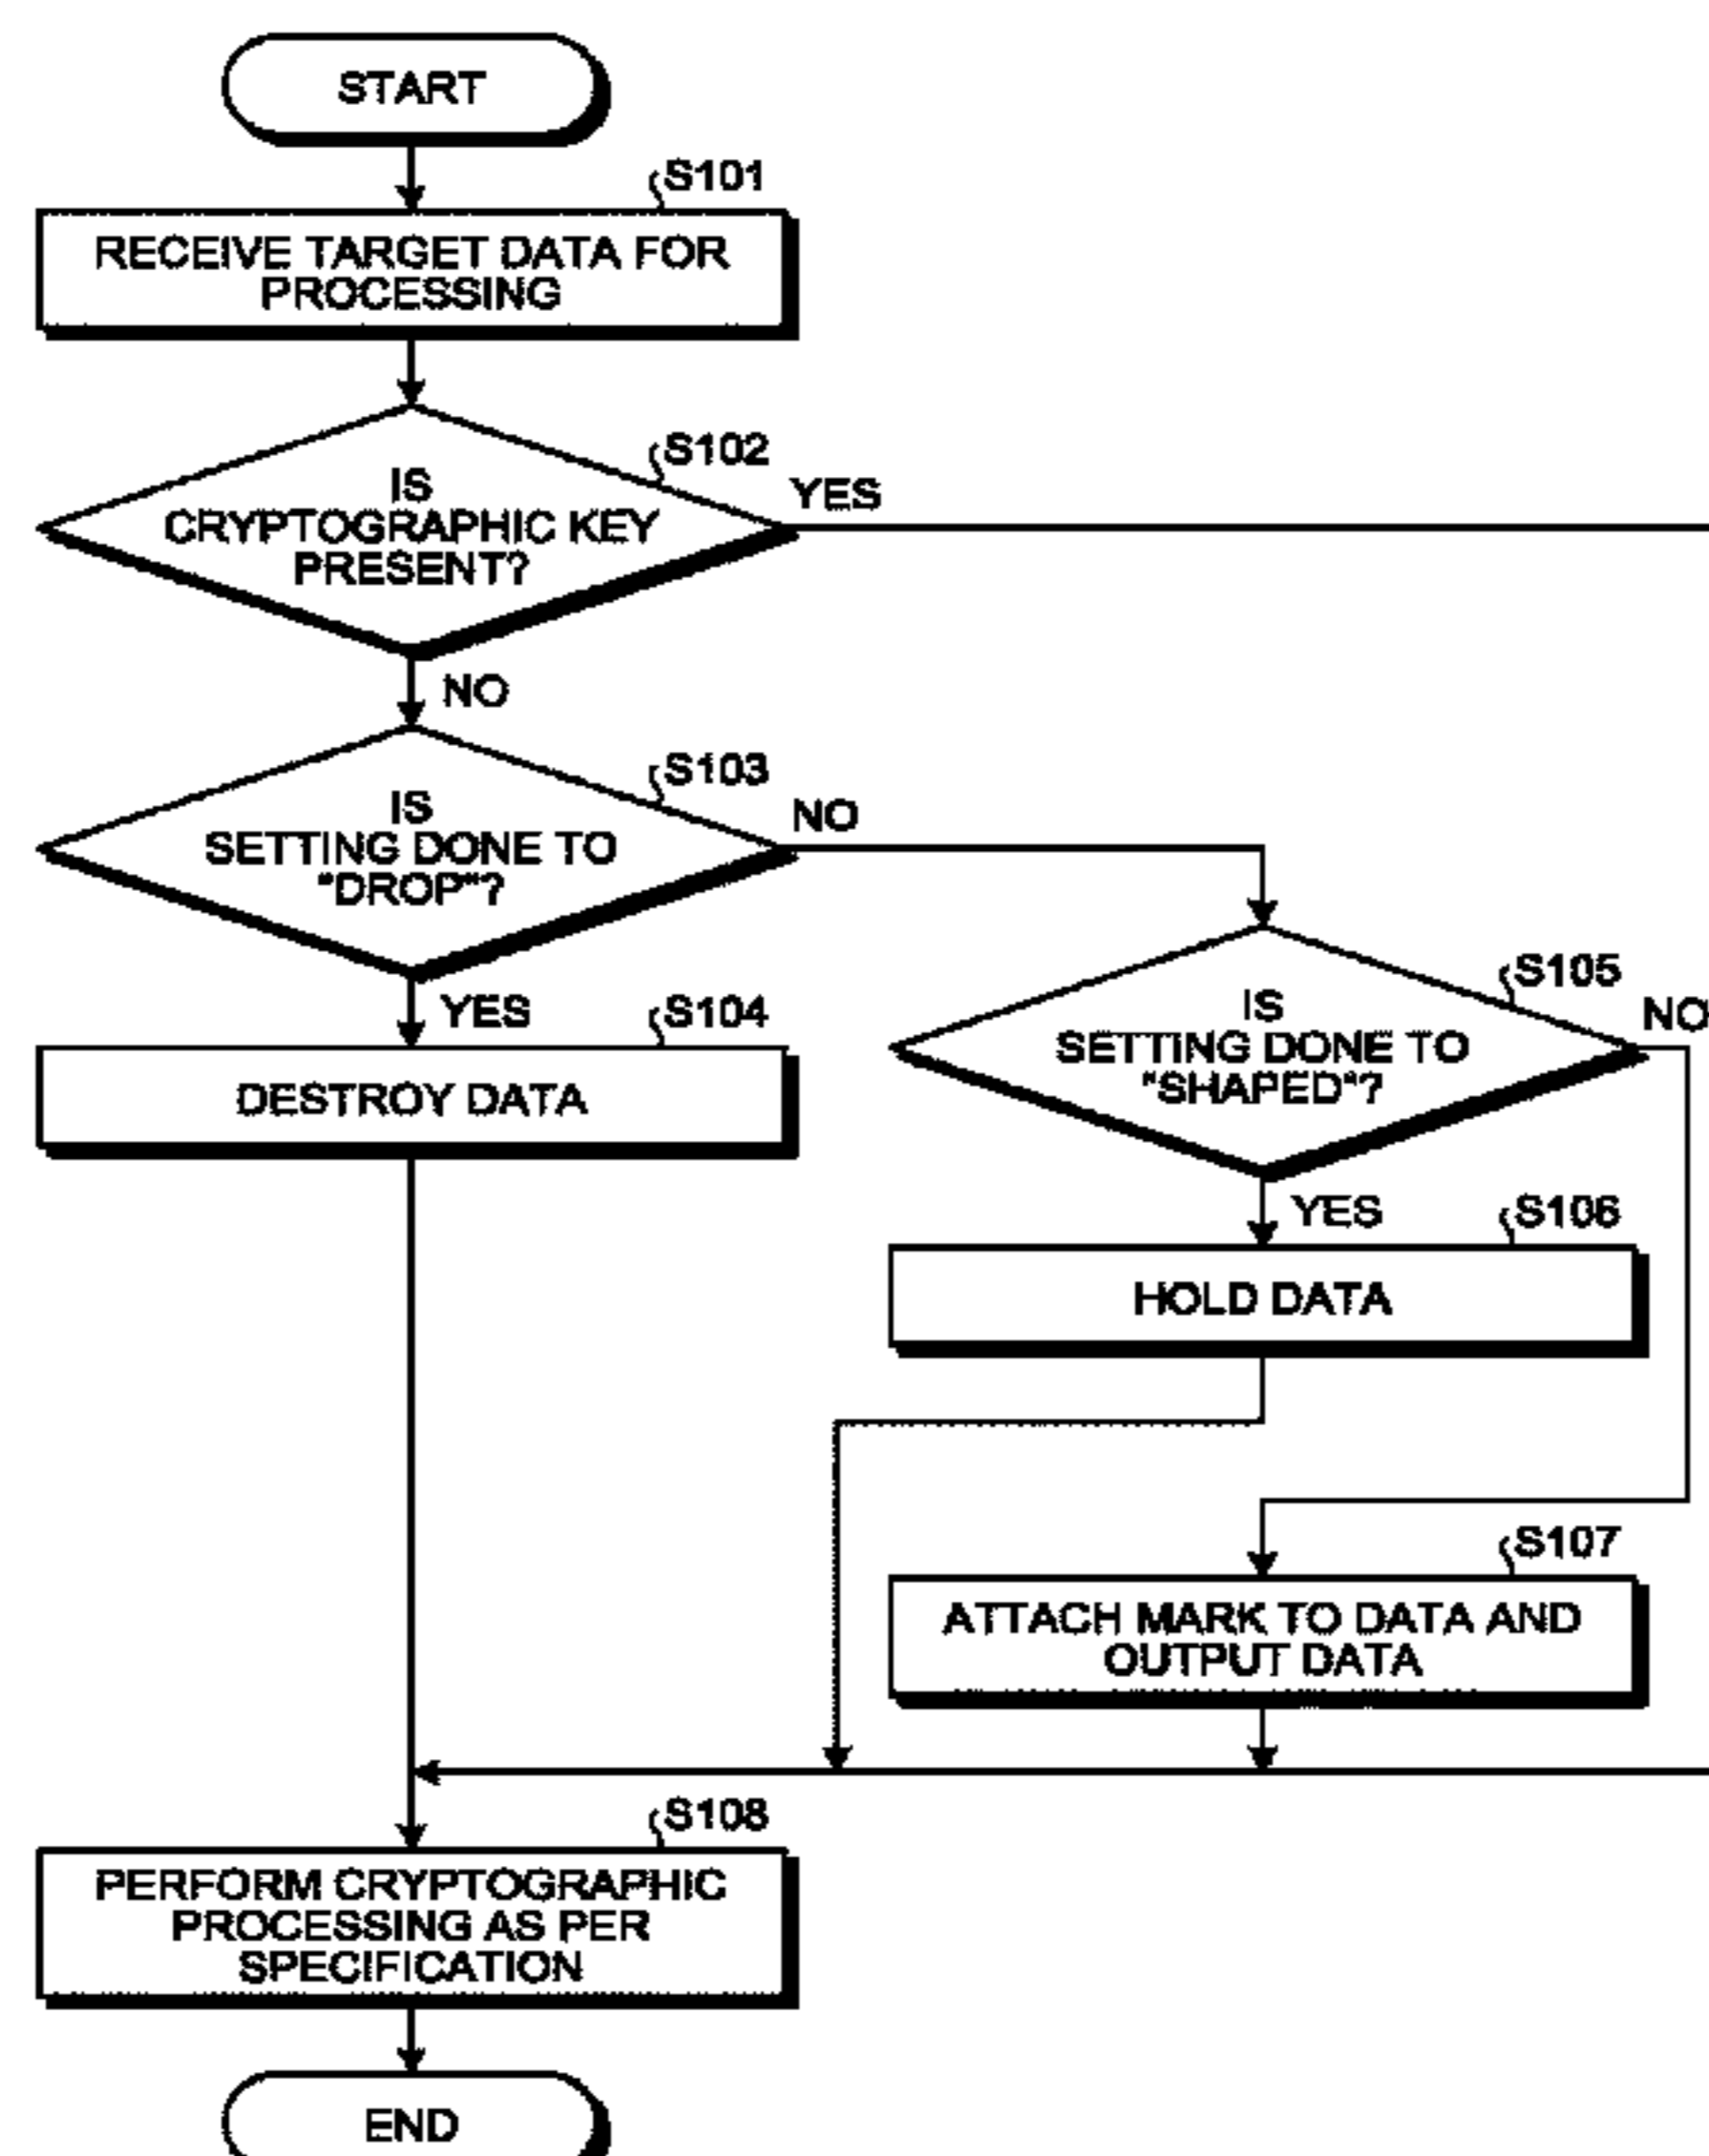 START
S101
RECEIVE TARGET DATA FOR
PROCESSING
S102
IS
CRYPTOGRAPHIC KEY
PRESENT?
YES
NO
S103
IS
SETTING DONE TO
"DROP"?
NO
YES
S104
DESTROY DATA
S105
IS
SETTING DONE TO
"SHAPED"?
NO
YES
S106
HOLD DATA
S107
ATTACH MARK TO DATA AND
OUTPUT DATA
S108
PERFORM CRYPTOGRAPHIC
PROCESSING AS PER
SPECIFICATION
END